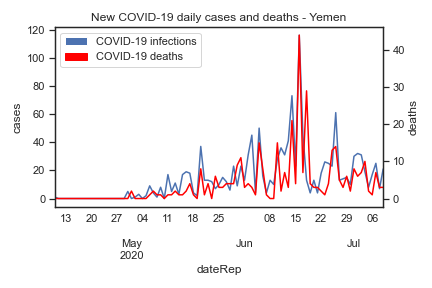 New COVID-19 daily cases and deaths - Yemen
COVID-19 infections
COVID-19 deaths
120
100
80
60
40
20
0
cases
40
30
20
10
0
deaths
13 20 27 04 11 18 25 08 15 22 29 06
May Jun Jul
2020
dateRep